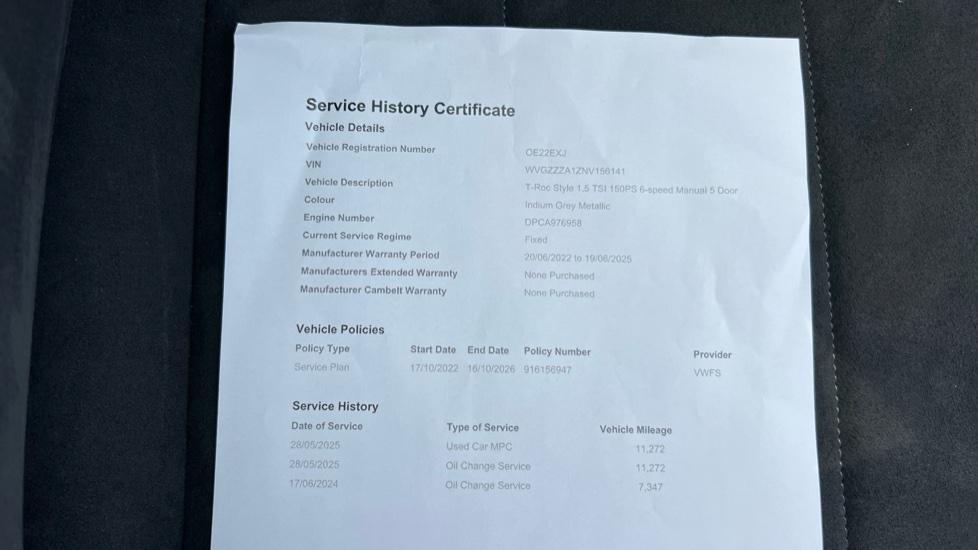 Service History Certificate
Vehicle Details
Vehicle Registration Number OE22EXJ
VIN WVGZZZA1ZNV156141
Vehicle Description T-Roc Style 1.5 TSI 150PS 6-speed Manual 5 Door
Colour Indium Grey Metallic
Engine Number DPCA976958
Current Service Regime Fixed
Manufacturer Warranty Period 20/06/2022 to 19/06/2025
Manufacturers Extended Warranty None Purchased
Manufacturer Cambelt Warranty None Purchased
Vehicle Policies
Policy Type Start Date End Date Policy Number Provider
Service Plan 17/10/2022 16/10/2026 916156947 VWFS
Service History
Date of Service Type of Service Vehicle Mileage
28/05/2025 Used Car MPC 11,272
28/05/2025 Oil Change Service 11,272
17/06/2024 Oil Change Service 7,347